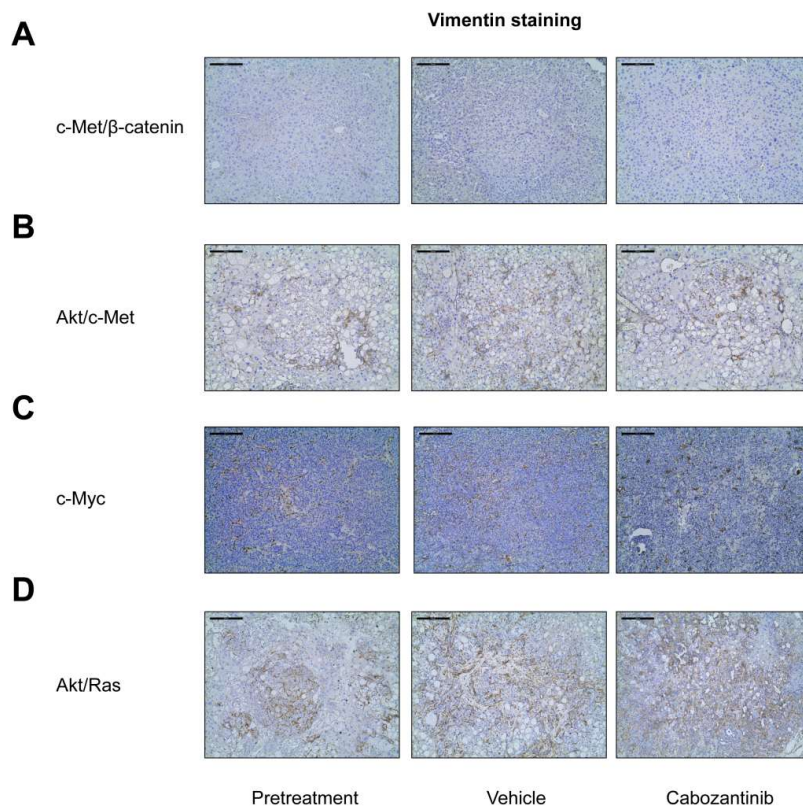 Vimentin staining
A
c-Met/β-catenin
B
Akt/c-Met
C
c-Myc
D
Akt/Ras
Pretreatment Vehicle Cabozantinib